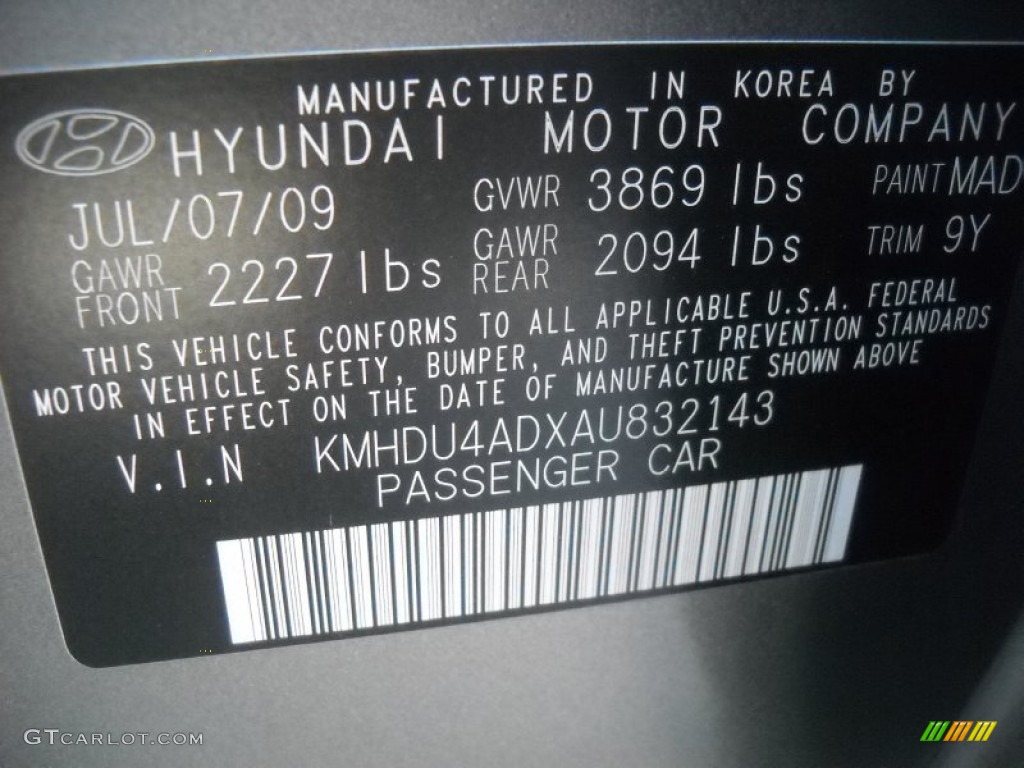 MANUFACTURED IN KOREA BY
HYUNDAI MOTOR COMPANY
JUL/07/09 GVWR 3869 lbs PAINT MAD
GAWR FRONT 2227 lbs GAWR REAR 2094 lbs TRIM 9Y
THIS VEHICLE CONFORMS TO ALL APPLICABLE U.S.A. FEDERAL
MOTOR VEHICLE SAFETY, BUMPER, AND THEFT PREVENTION STANDARDS
IN EFFECT ON THE DATE OF MANUFACTURE SHOWN ABOVE
V.I.N KMHDU4ADXAU832143
PASSENGER CAR
GTCARLOT.COM